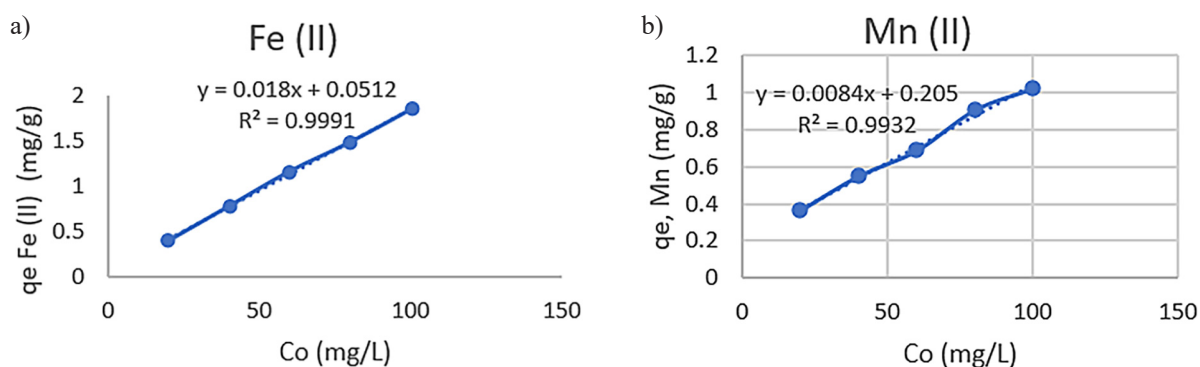 a)
Fe (II)
y = 0.018x + 0.0512
R² = 0.9991
qe Fe (II) (mg/g)
2
1.5
1
0.5
0
0 50 100 150
Co (mg/L)
b)
Mn (II)
y = 0.0084x + 0.205
R² = 0.9932
qe, Mn (mg/g)
1.2
1
0.8
0.6
0.4
0.2
0
0 50 100 150
Co (mg/L)